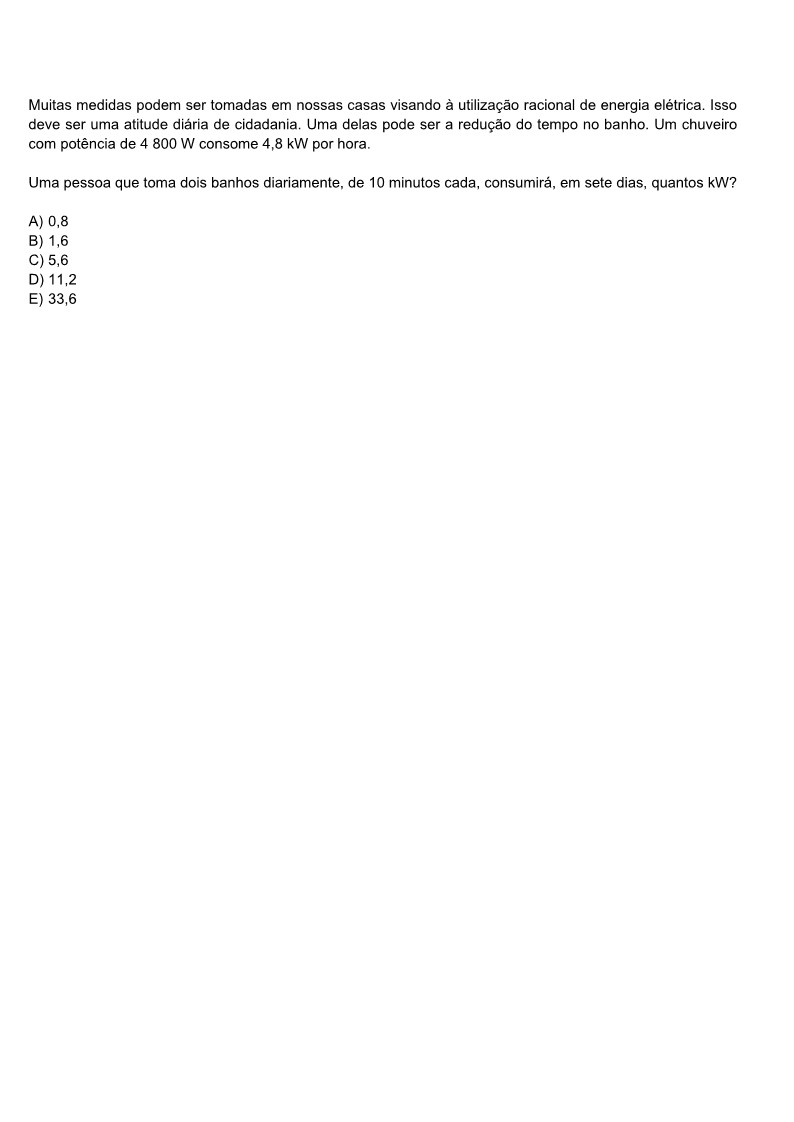 Muitas medidas podem ser tomadas em nossas casas visando à utilização racional de energia elétrica. Isso
deve ser uma atitude diária de cidadania. Uma delas pode ser a redução do tempo no banho. Um chuveiro
com potência de 4 800 W consome 4,8 kW por hora.
Uma pessoa que toma dois banhos diariamente, de 10 minutos cada, consumirá, em sete dias, quantos kW?
A) 0,8
B) 1,6
C) 5,6
D) 11,2
E) 33,6